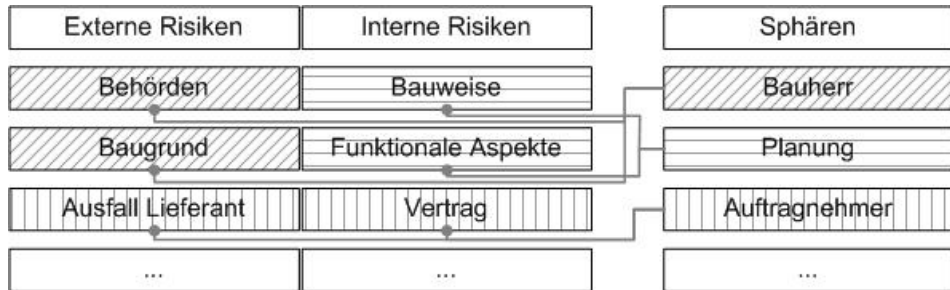 Externe Risiken Interne Risiken Sphären
Behörden Bauweise Bauherr
Baugrund Funktionale Aspekte Planung
Ausfall Lieferant Vertrag Auftragnehmer
... ... ...